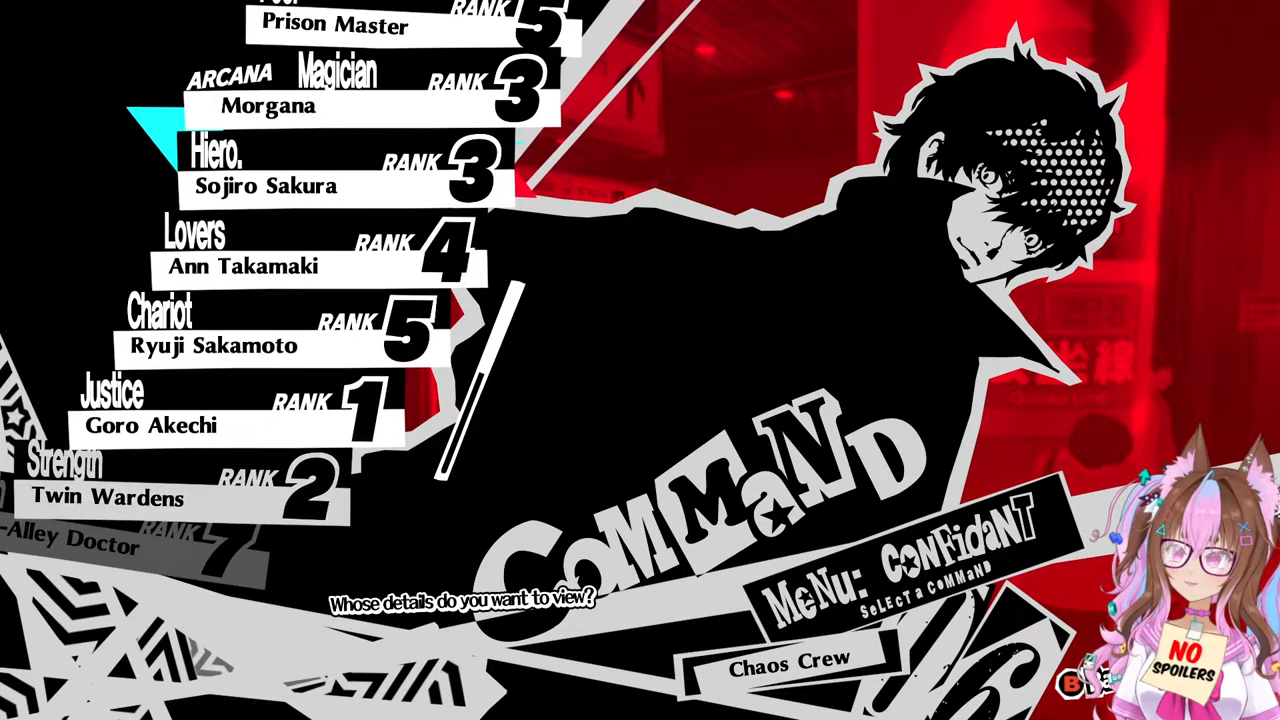 RANK 5
Prison Master
ARCANA Magician RANK 3
Morgana
Hiero. RANK 3
Sojiro Sakura
Lovers RANK 4
Ann Takamaki
Chariot RANK 5
Ryuji Sakamoto
Justice RANK 1
Goro Akechi
Strength RANK 2
Twin Wardens
RANK 7
-Alley Doctor
COMMaND
Whose details do you want to view?
MeNu: CoNFidaNT
SeLEcT a CoMMaND
Chaos Crew
NO
SPOILERS
B